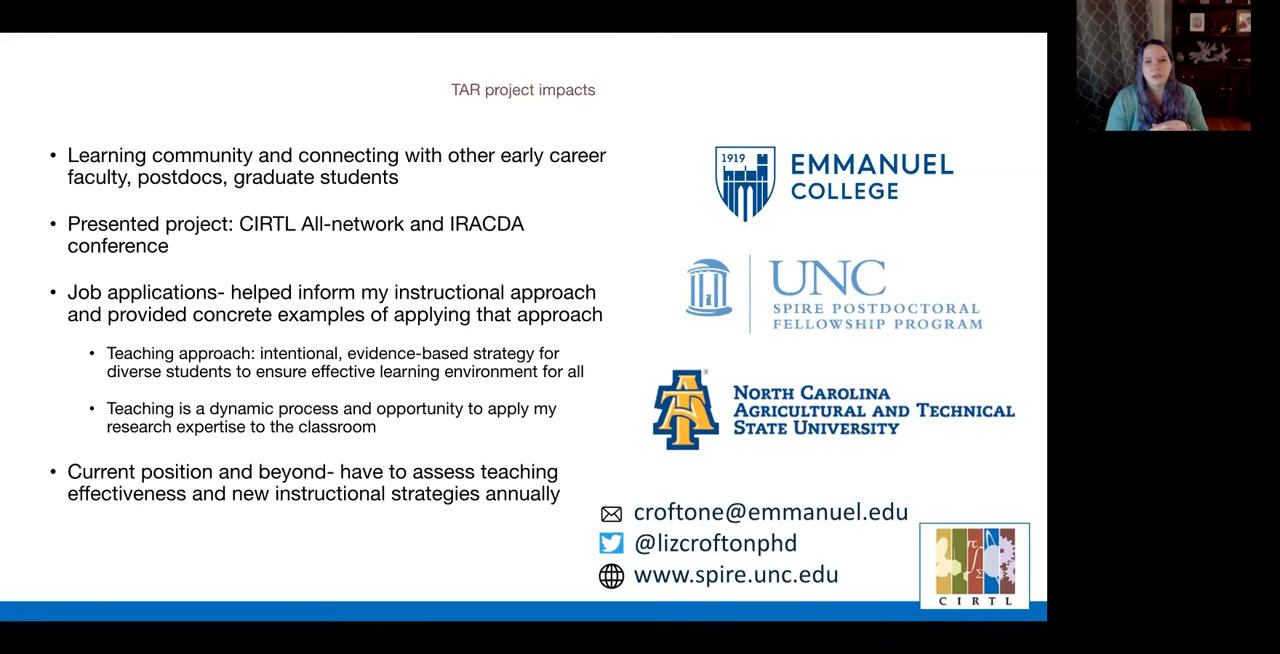 TAR project impacts
• Learning community and connecting with other early career
faculty, postdocs, graduate students
• Presented project: CIRTL All-network and IRACDA
conference
• Job applications- helped inform my instructional approach
and provided concrete examples of applying that approach
• Teaching approach: intentional, evidence-based strategy for
diverse students to ensure effective learning environment for all
• Teaching is a dynamic process and opportunity to apply my
research expertise to the classroom
• Current position and beyond- have to assess teaching
effectiveness and new instructional strategies annually
1919
EMMANUEL
COLLEGE
UNC
SPIRE POSTDOCTORAL
FELLOWSHIP PROGRAM
AT
NORTH CAROLINA
AGRICULTURAL AND TECHNICAL
STATE UNIVERSITY
croftone@emmanuel.edu
@lizcroftonphd
www.spire.unc.edu
π
∫
Σ
CIRTL